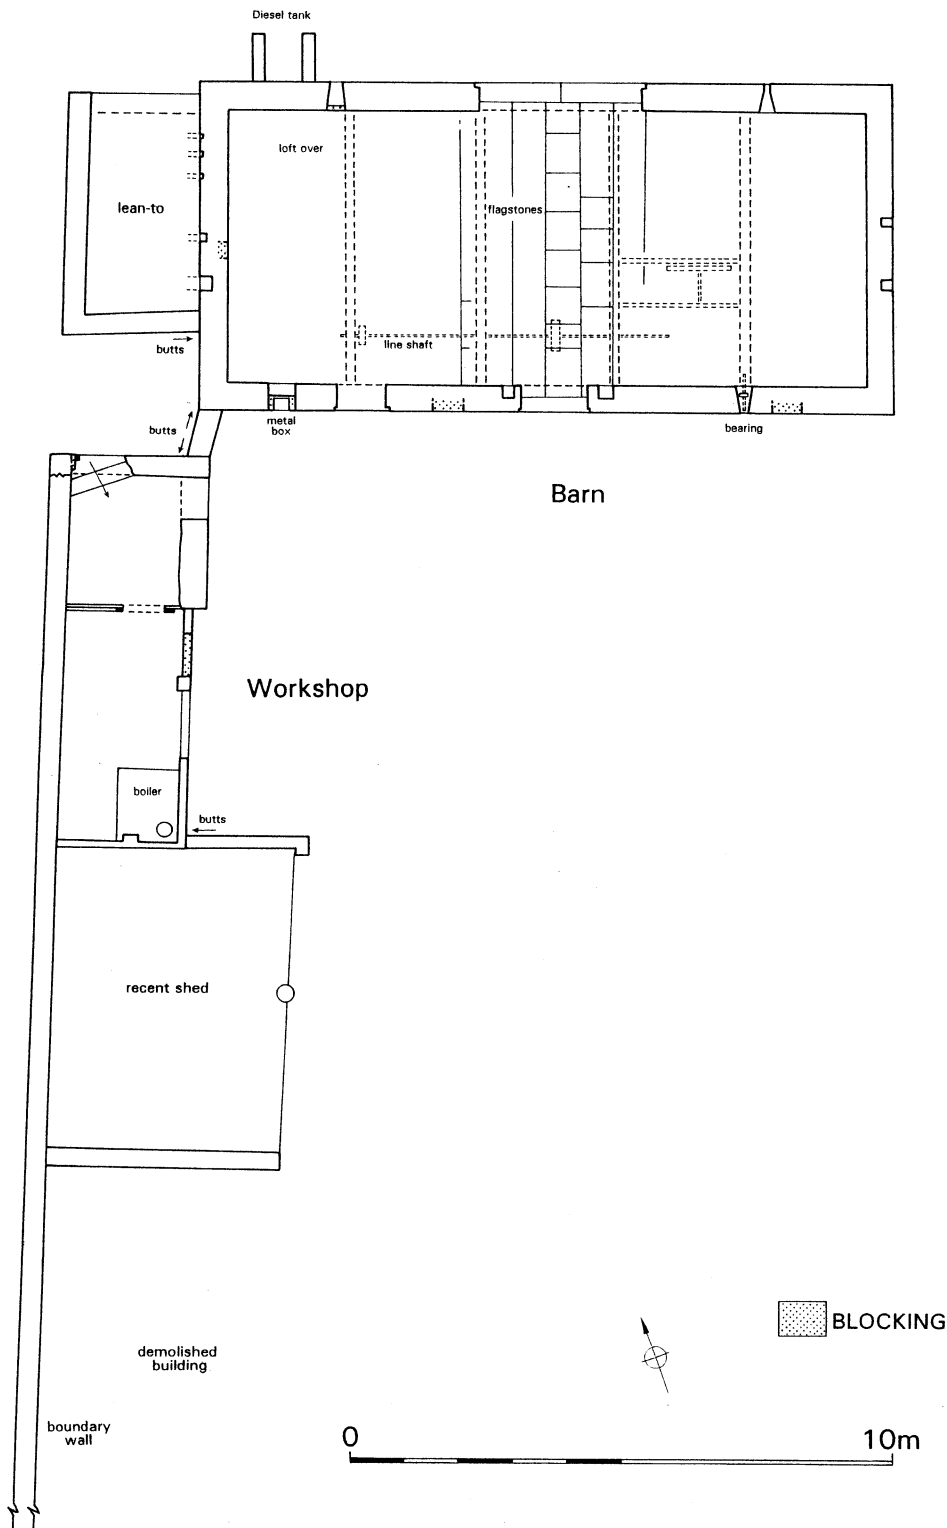 Diesel tank
loft over
lean-to
flagstones
line shaft
butts
butts
metal
box
bearing
Barn
Workshop
boiler
butts
recent shed
BLOCKING
demolished
building
boundary
wall
0
10m